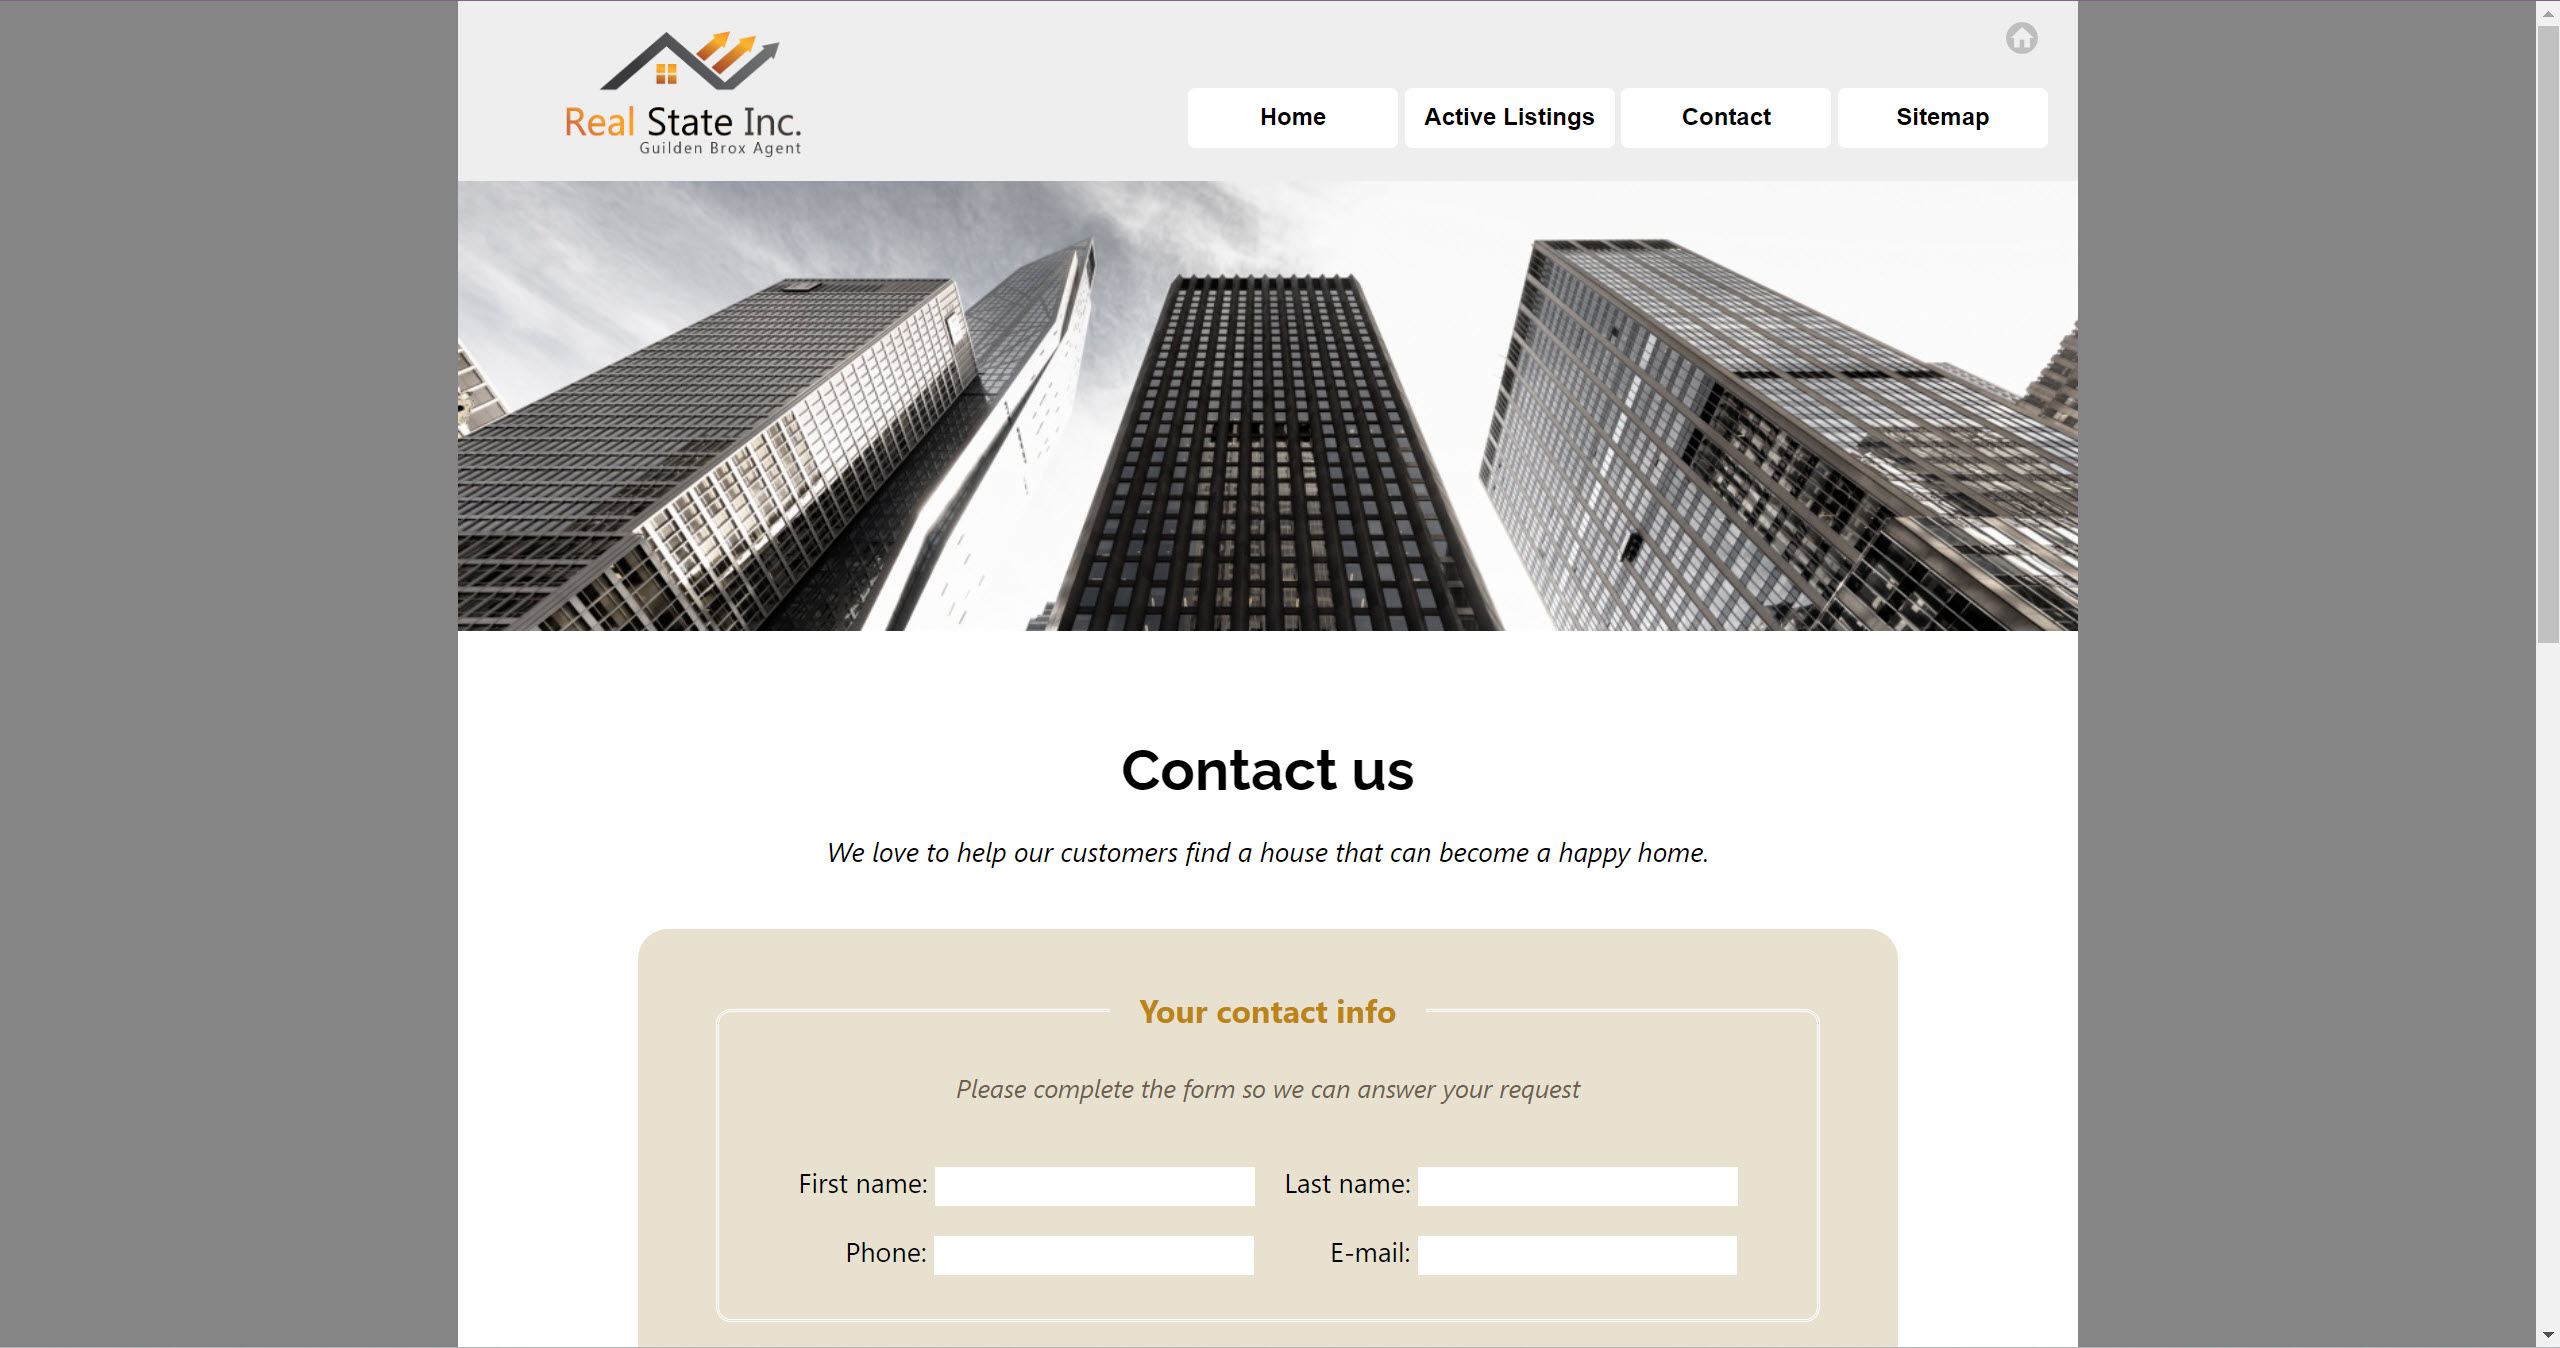 Real State Inc.
Guilden Brox Agent
Home
Active Listings
Contact
Sitemap
Contact us
We love to help our customers find a house that can become a happy home.
Your contact info
Please complete the form so we can answer your request
First name:
Last name:
Phone:
E-mail: